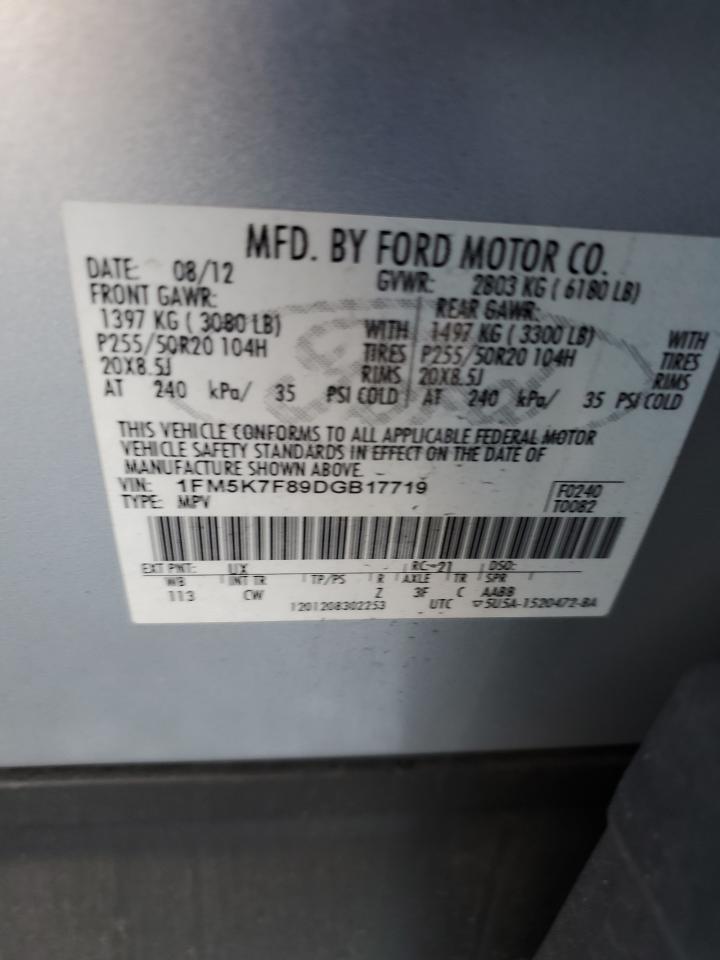 MFD. BY FORD MOTOR CO.
DATE: 08/12 GVWR: 2803 KG ( 6180 LB)
FRONT GAWR: REAR GAWR:
1397 KG ( 3080 LB) WITH 1497 KG ( 3300 LB) WITH
P255/50R20 104H TIRES P255/50R20 104H TIRES
20X8.5J RIMS 20X8.5J RIMS
AT 240 kPa/ 35 PSI COLD AT 240 kPa/ 35 PSI COLD
THIS VEHICLE CONFORMS TO ALL APPLICABLE FEDERAL MOTOR
VEHICLE SAFETY STANDARDS IN EFFECT ON THE DATE OF
MANUFACTURE SHOWN ABOVE.
VIN: 1FM5K7F89DGB17719 F0240
TYPE: MPV T0082
EXT PNT: UX RC-21 DSO:
WB INT TR TP/PS R AXLE TR SPR
113 CW Z 3F C AABB
1201208302253 UTC ▽5U5A-1520472-BA